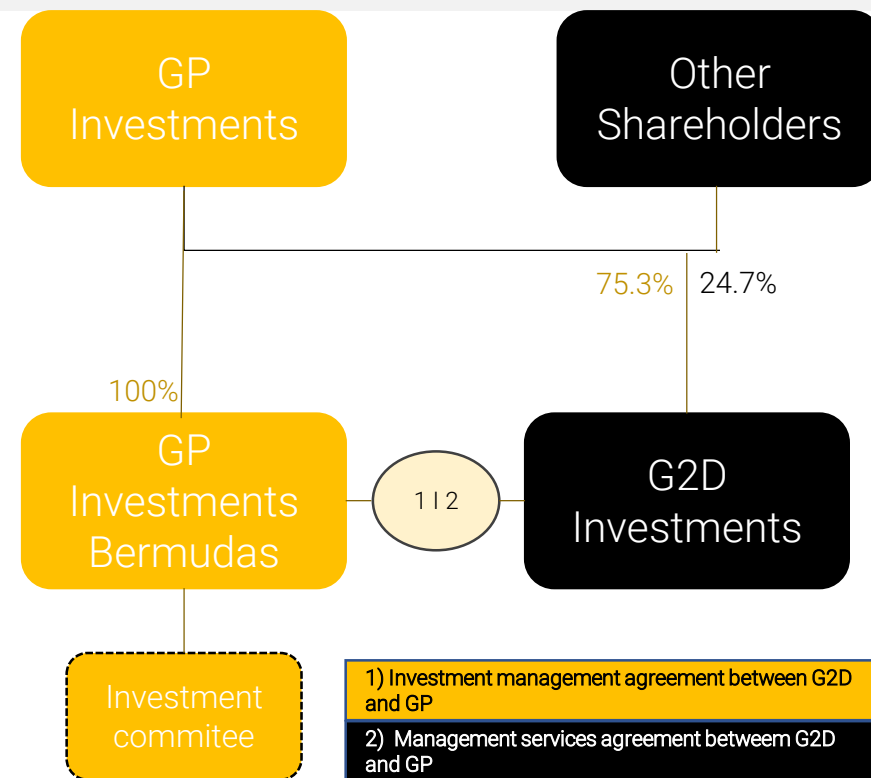 GP
Investments
Other
Shareholders
75.3%
24.7%
100%
GP
Investments
Bermudas
1 I 2
G2D
Investments
Investment
commitee
1) Investment management agreement between G2D
and GP
2) Management services agreement betweem G2D
and GP